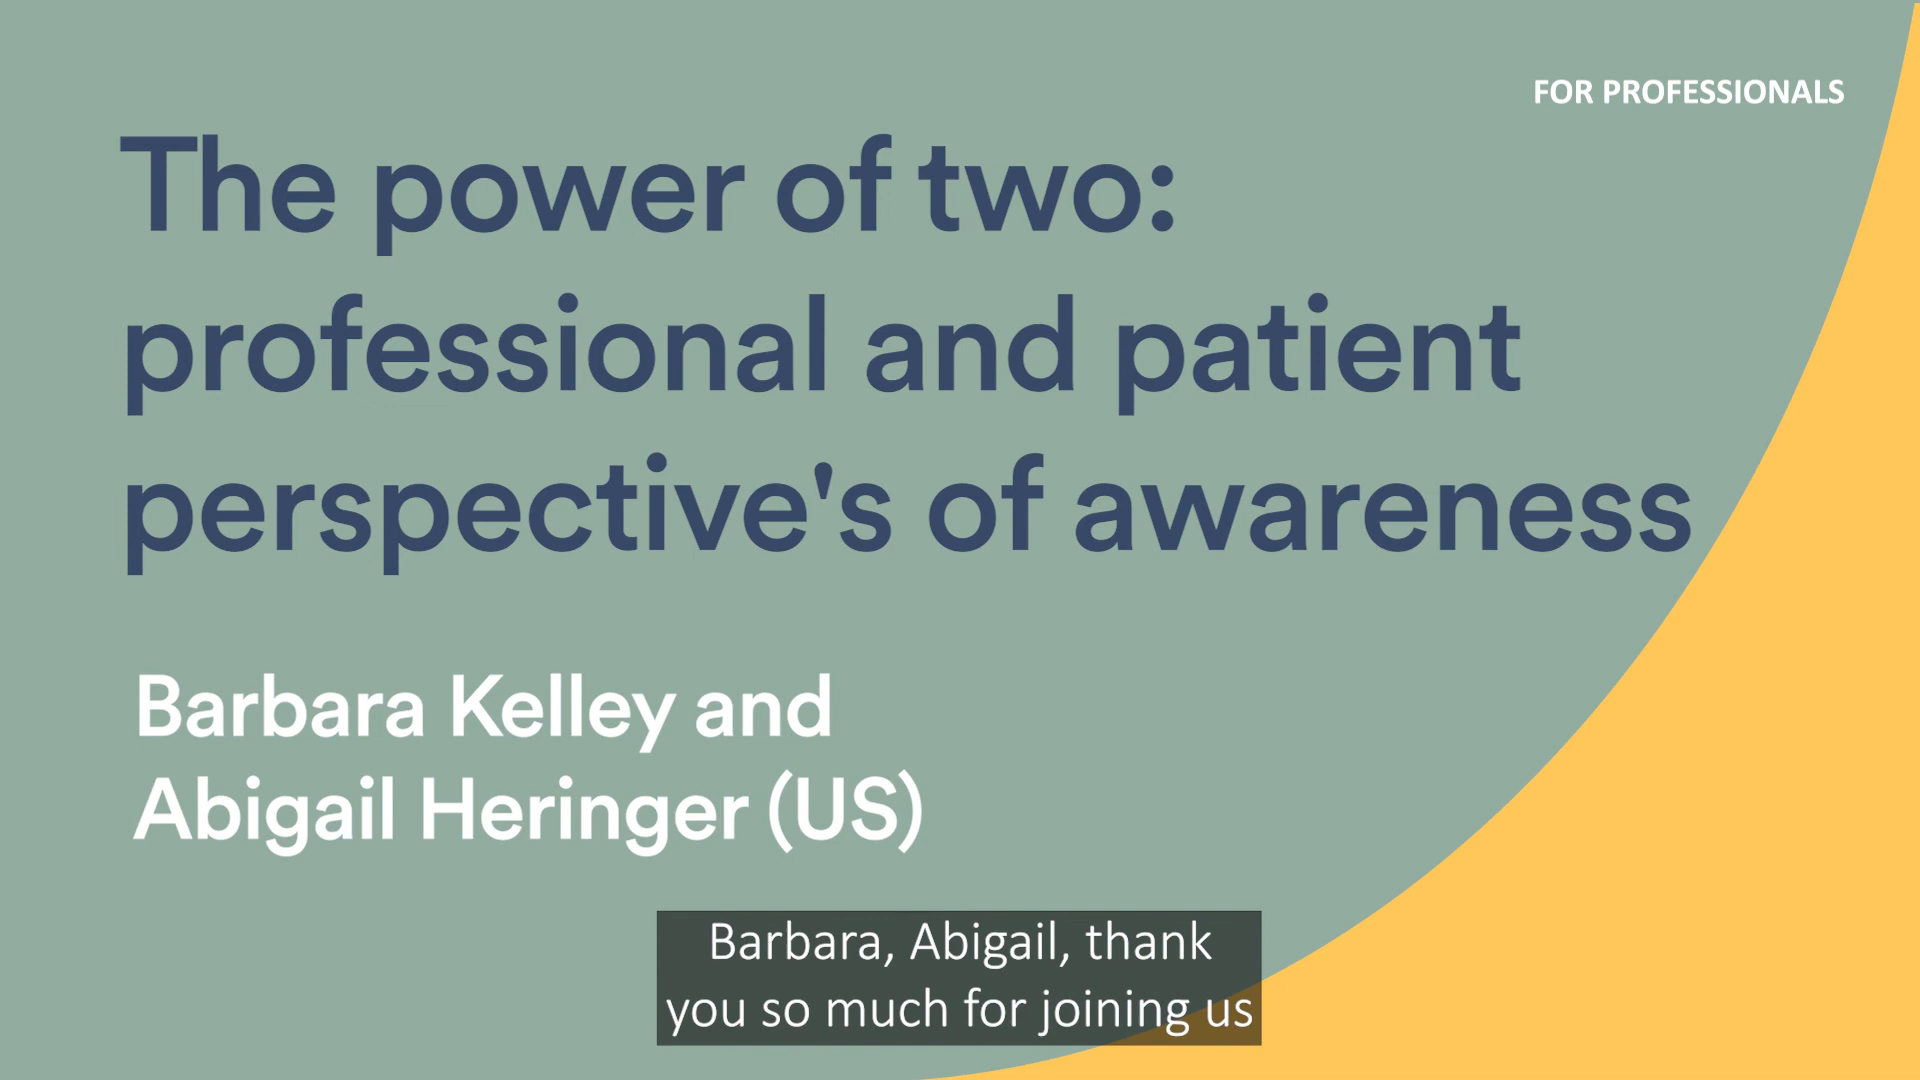 FOR PROFESSIONALS
The power of two:
professional and patient
perspective's of awareness
Barbara Kelley and
Abigail Heringer (US)
Barbara, Abigail, thank
you so much for joining us